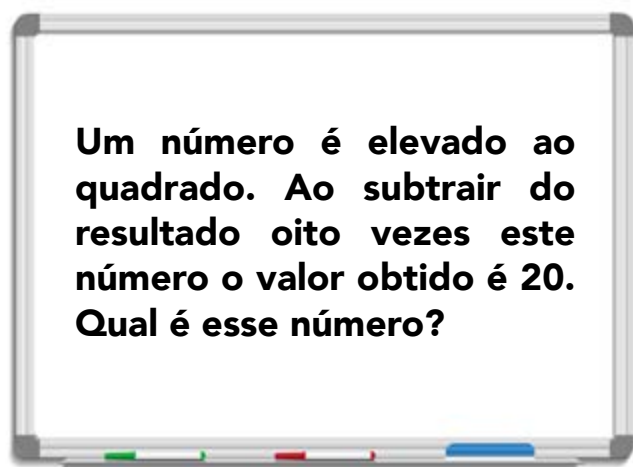 Um número é elevado ao
quadrado. Ao subtrair do
resultado oito vezes este
número o valor obtido é 20.
Qual é esse número?